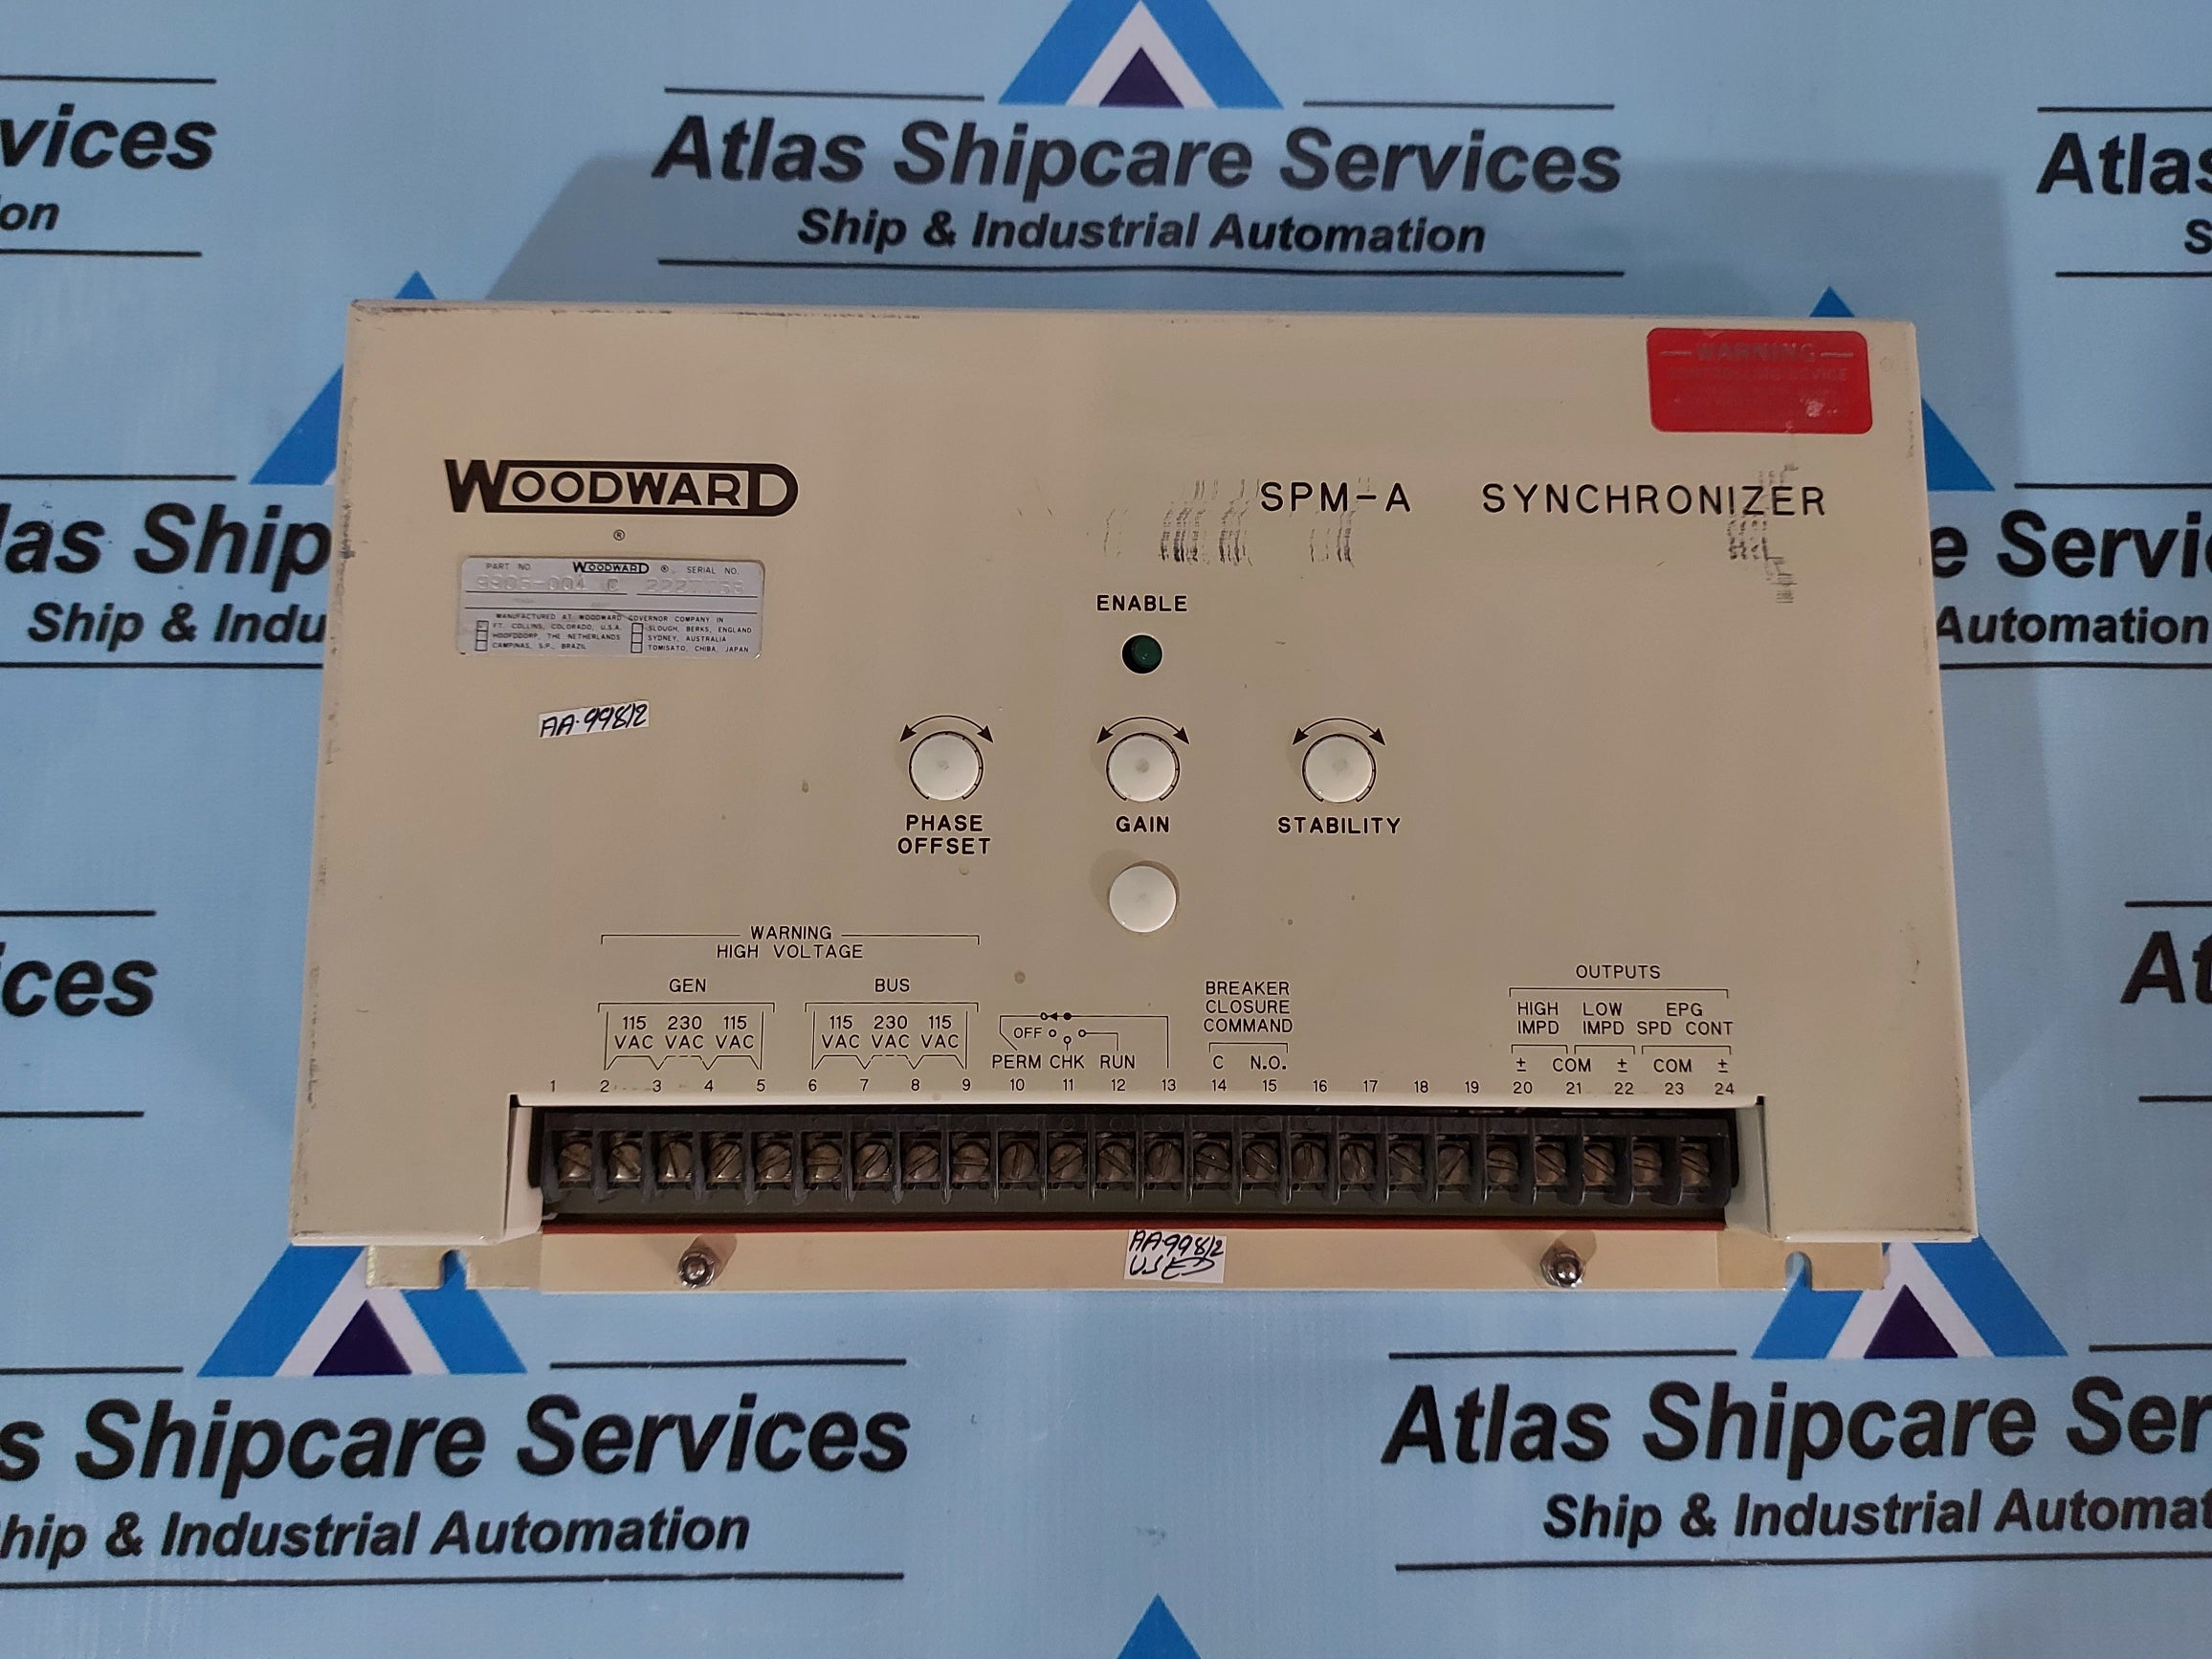 vices
on
Atlas Shipcare Services
Ship & Industrial Automation
Atlas
S
las Ship
Ship & Indu
e Servi
Automation
WARNING
WOODWARD
®
SPM-A SYNCHRONIZER
PART NO. WOODWARD ® SERIAL NO.
9905-004 C
MANUFACTURED AT WOODWARD GOVERNOR COMPANY IN
FT. COLLINS, COLORADO, U.S.A. SLOUGH, BERKS, ENGLAND
HOOFDDORP, THE NETHERLANDS SYDNEY, AUSTRALIA
CAMPINAS, S.P., BRAZIL TOMISATO, CHIBA, JAPAN
AA-99812
ENABLE
PHASE OFFSET
GAIN
STABILITY
WARNING
HIGH VOLTAGE
GEN
115 VAC 230 VAC 115 VAC
BUS
115 VAC 230 VAC 115 VAC
OFF
PERM CHK RUN
BREAKER
CLOSURE
COMMAND
C N.O.
OUTPUTS
HIGH IMPD LOW IMPD EPG SPD CONT
± COM ± COM ±
1 2 3 4 5 6 7 8 9 10 11 12 13 14 15 16 17 18 19 20 21 22 23 24
AA-99812
USED
ices
At
s Shipcare Services
hip & Industrial Automation
Atlas Shipcare Ser
Ship & Industrial Automat